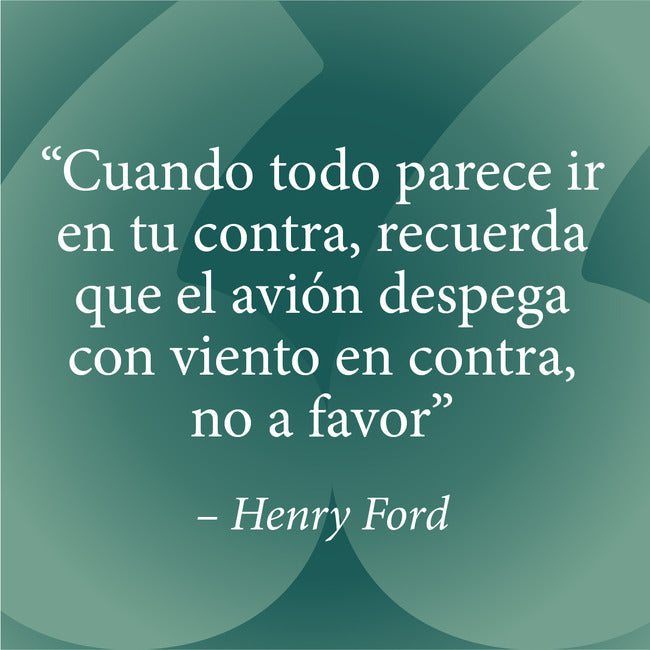 “Cuando todo parece ir
en tu contra, recuerda
que el avión despega
con viento en contra,
no a favor”
– Henry Ford